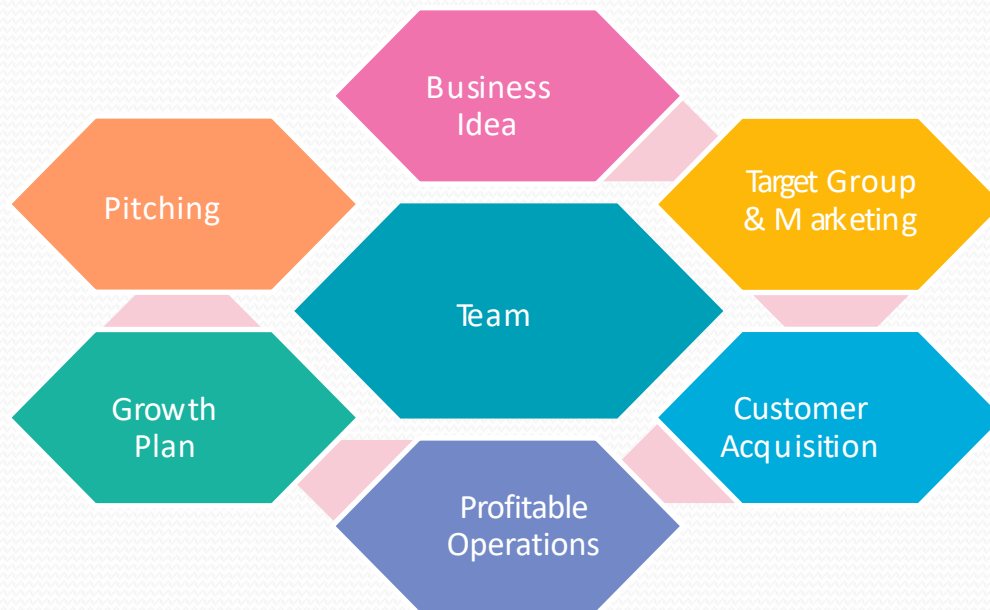 Business
Idea
Target Group
& Marketing
Pitching
Team
Growth
Plan
Customer
Acquisition
Profitable
Operations